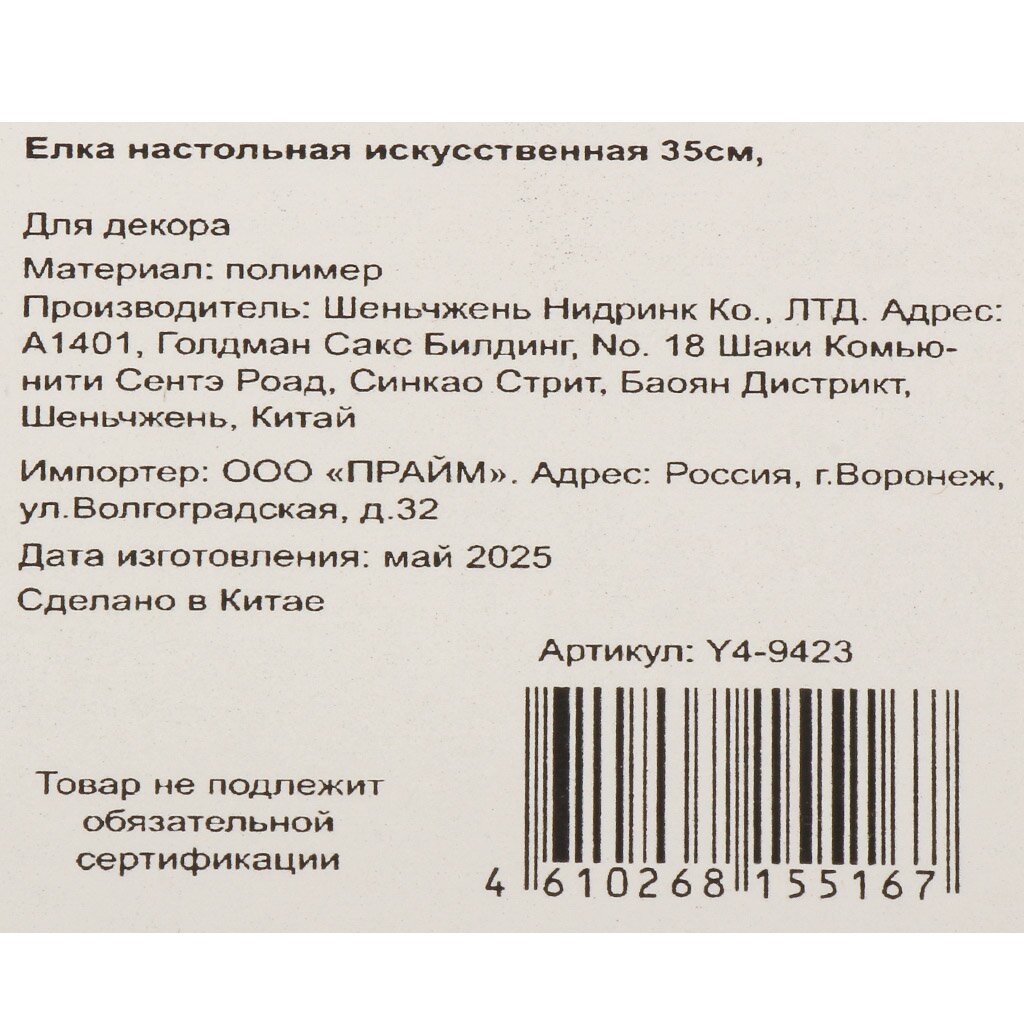 Елка настольная искусственная 35см,
Для декора
Материал: полимер
Производитель: Шеньчжень Нидринк Ко., ЛТД. Адрес:
А1401, Голдман Сакс Билдинг, No. 18 Шаки Комью-
нити Сентэ Роад, Синкао Стрит, Баоян Дистрикт,
Шеньчжень, Китай
Импортер: ООО «ПРАЙМ». Адрес: Россия, г.Воронеж,
ул.Волгоградская, д.32
Дата изготовления: май 2025
Сделано в Китае
Артикул: Y4-9423
Товар не подлежит
обязательной
сертификации
4 610268 155167